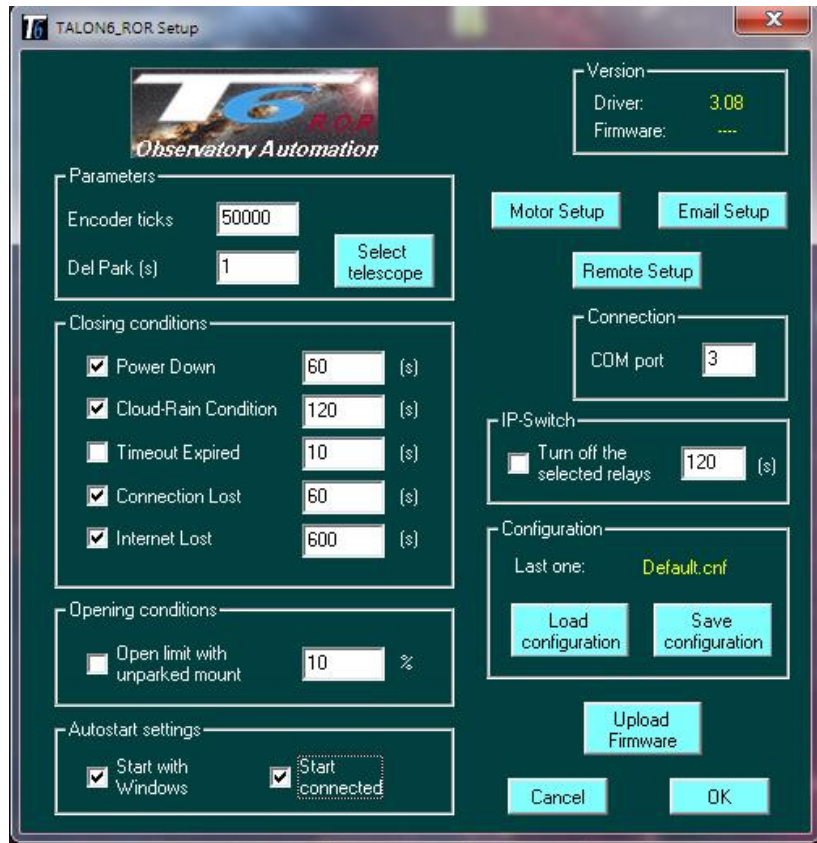 T6 TALON6_ROR Setup
X
T6
R.O.R
Observatory Automation
Version
Driver: 3.08
Firmware: ----
Parameters
Encoder ticks 50000
Del Park (s) 1
Select
telescope
Motor Setup Email Setup
Remote Setup
Closing conditions
Power Down 60 (s)
Cloud-Rain Condition 120 (s)
Timeout Expired 10 (s)
Connection Lost 60 (s)
Internet Lost 600 (s)
Connection
COM port 3
IP-Switch
Turn off the
selected relays 120 (s)
Configuration
Last one: Default.cnf
Load
configuration
Save
configuration
Opening conditions
Open limit with
unparked mount 10 %
Autostart settings
Start with
Windows
Start
connected
Upload
Firmware
Cancel OK